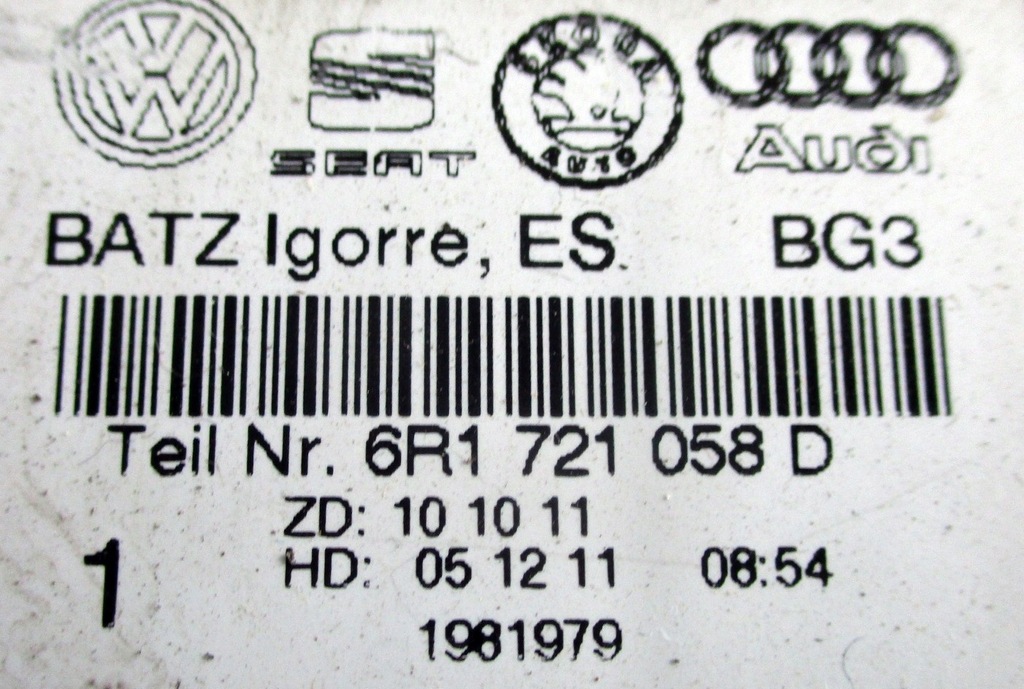 SEAT
SKODA
AUTO
Audi
BATZ Igorre, ES. BG3
Teil Nr. 6R1 721 058 D
ZD: 10 10 11
1 HD: 05 12 11 08:54
1981979